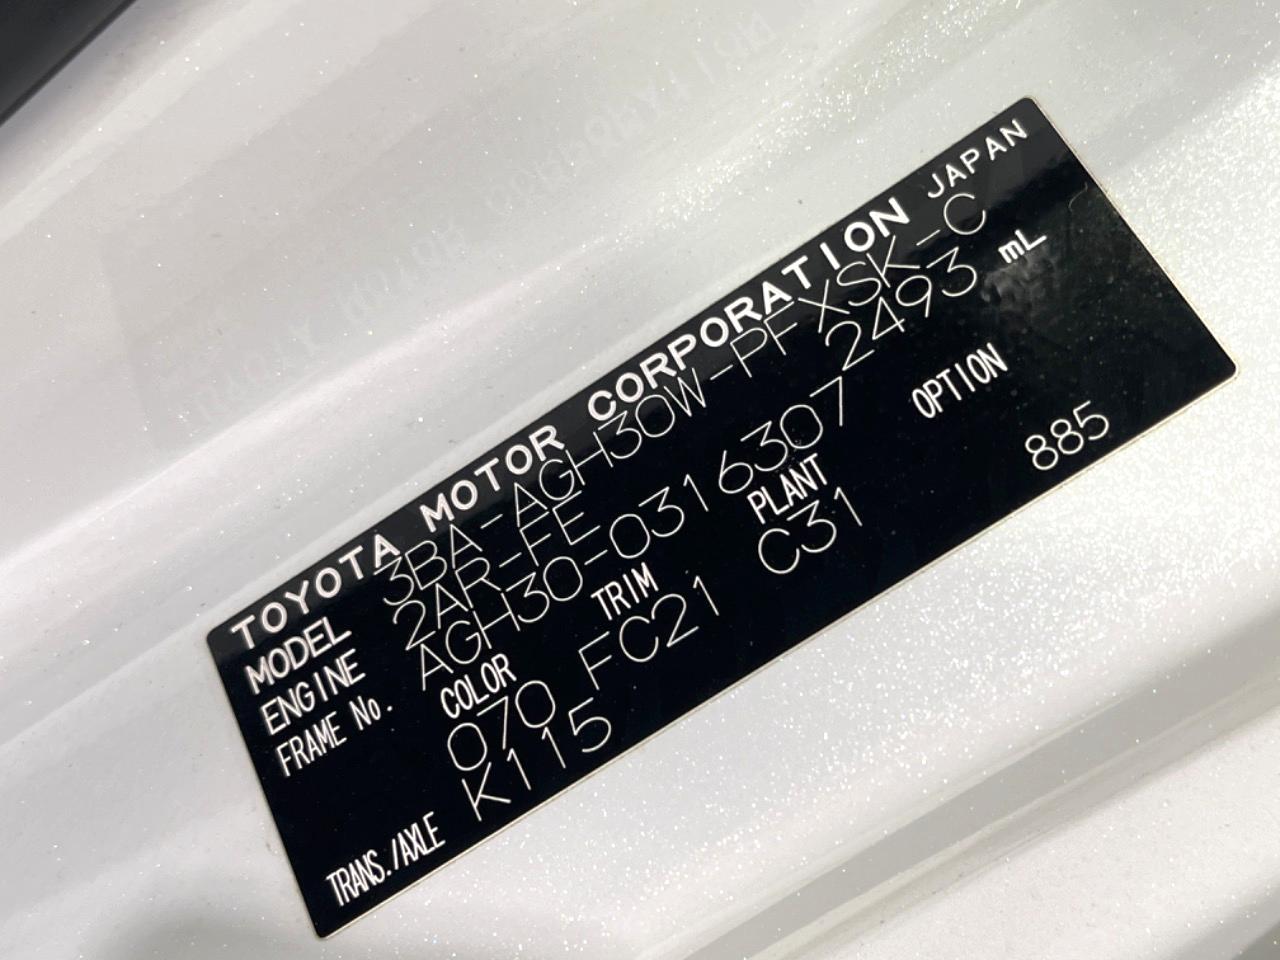 TOYOTA MOTOR CORPORATION JAPAN
MODEL 3BA-AGH30W-PFXSK-C
ENGINE 2AR-FE 2493 mL
FRAME No. AGH30-0316307
COLOR TRIM PLANT OPTION
070 FC21 C31 885
TRANS./AXLE K115